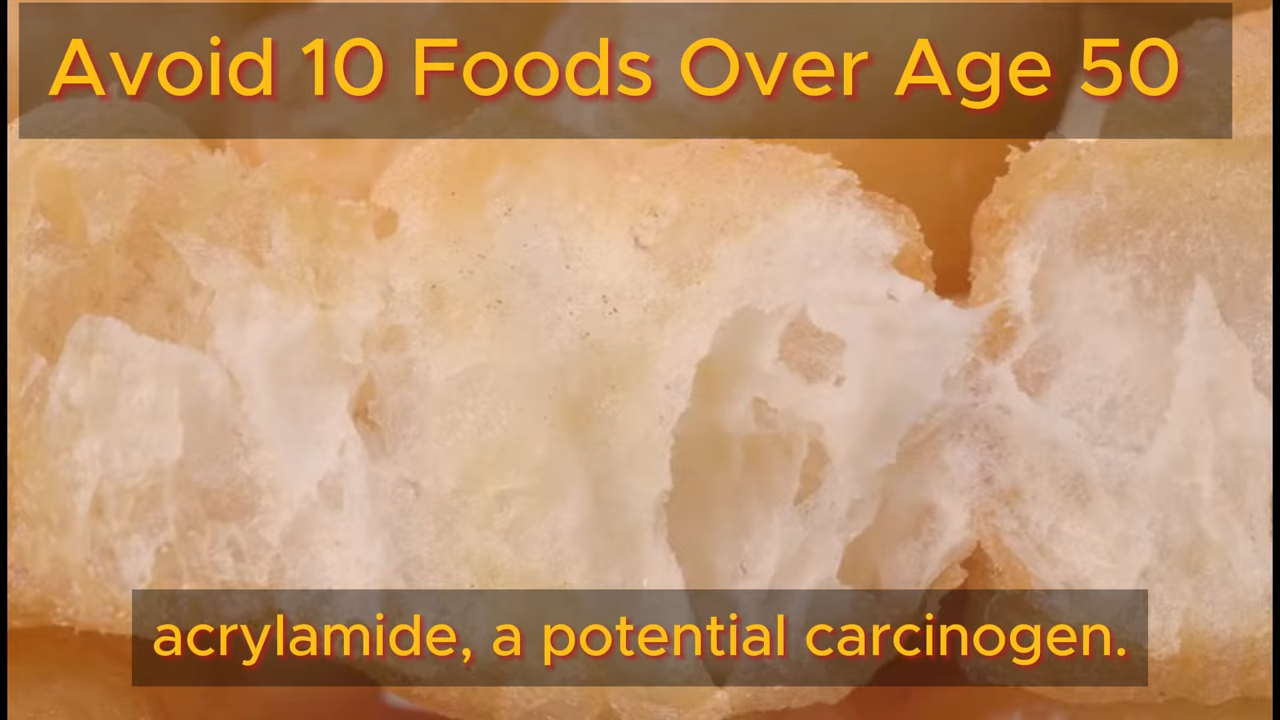 Avoid 10 Foods Over Age 50
acrylamide, a potential carcinogen.